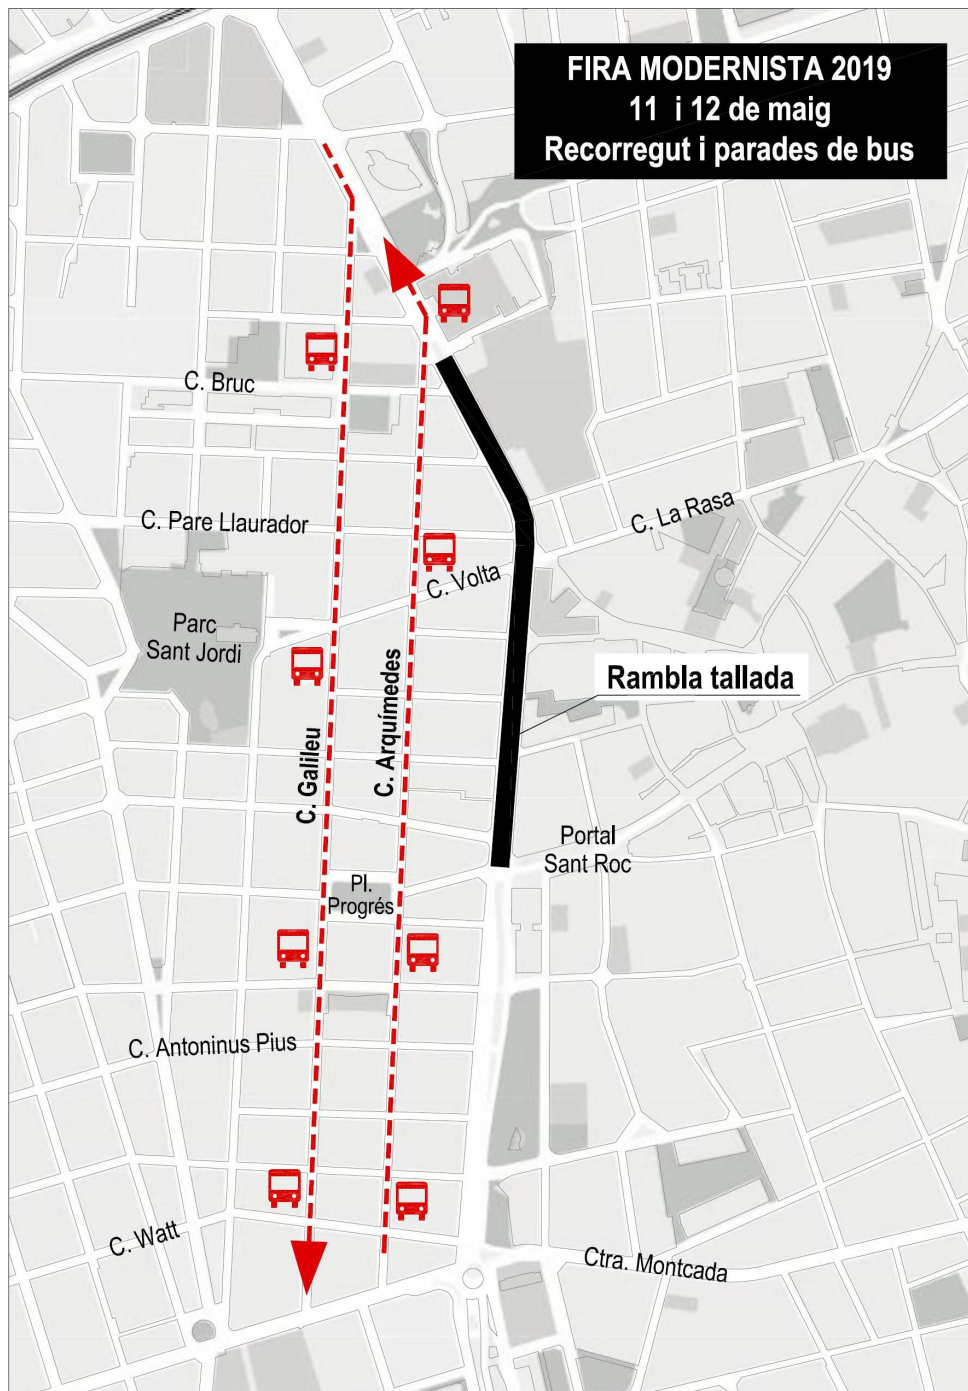 FIRA MODERNISTA 2019
11 i 12 de maig
Recorregut i parades de bus
C. Bruc
C. Pare Llaurador
C. La Rasa
C. Volta
Parc
Sant Jordi
Rambla tallada
C. Galileu
C. Arquímedes
Portal
Sant Roc
Pl.
Progrés
C. Antoninus Pius
C. Watt
Ctra. Montcada